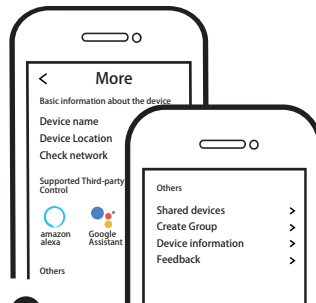 < More
Basic information about the device
Device name
Device Location
Check network
Supported Third-party
Control
amazon
alexa
Google
Assistant
Others
Others
Shared devices >
Create Group >
Device information >
Feedback >